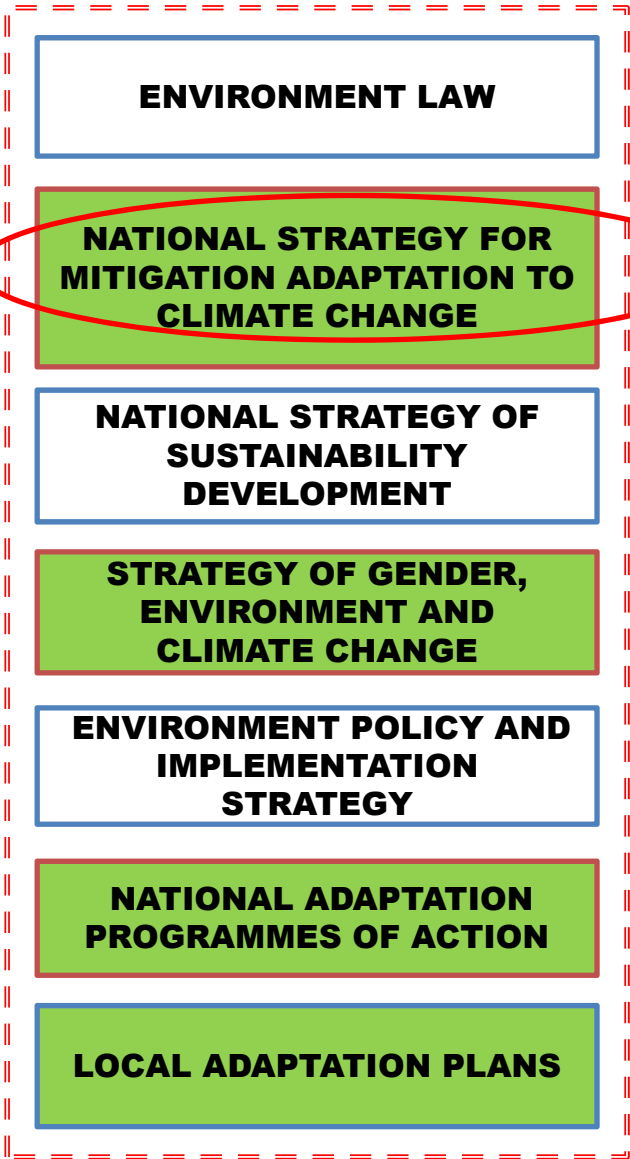 ENVIRONMENT LAW
NATIONAL STRATEGY FOR
MITIGATION ADAPTATION TO
CLIMATE CHANGE
NATIONAL STRATEGY OF
SUSTAINABILITY
DEVELOPMENT
STRATEGY OF GENDER,
ENVIRONMENT AND
CLIMATE CHANGE
ENVIRONMENT POLICY AND
IMPLEMENTATION
STRATEGY
NATIONAL ADAPTATION
PROGRAMMES OF ACTION
LOCAL ADAPTATION PLANS